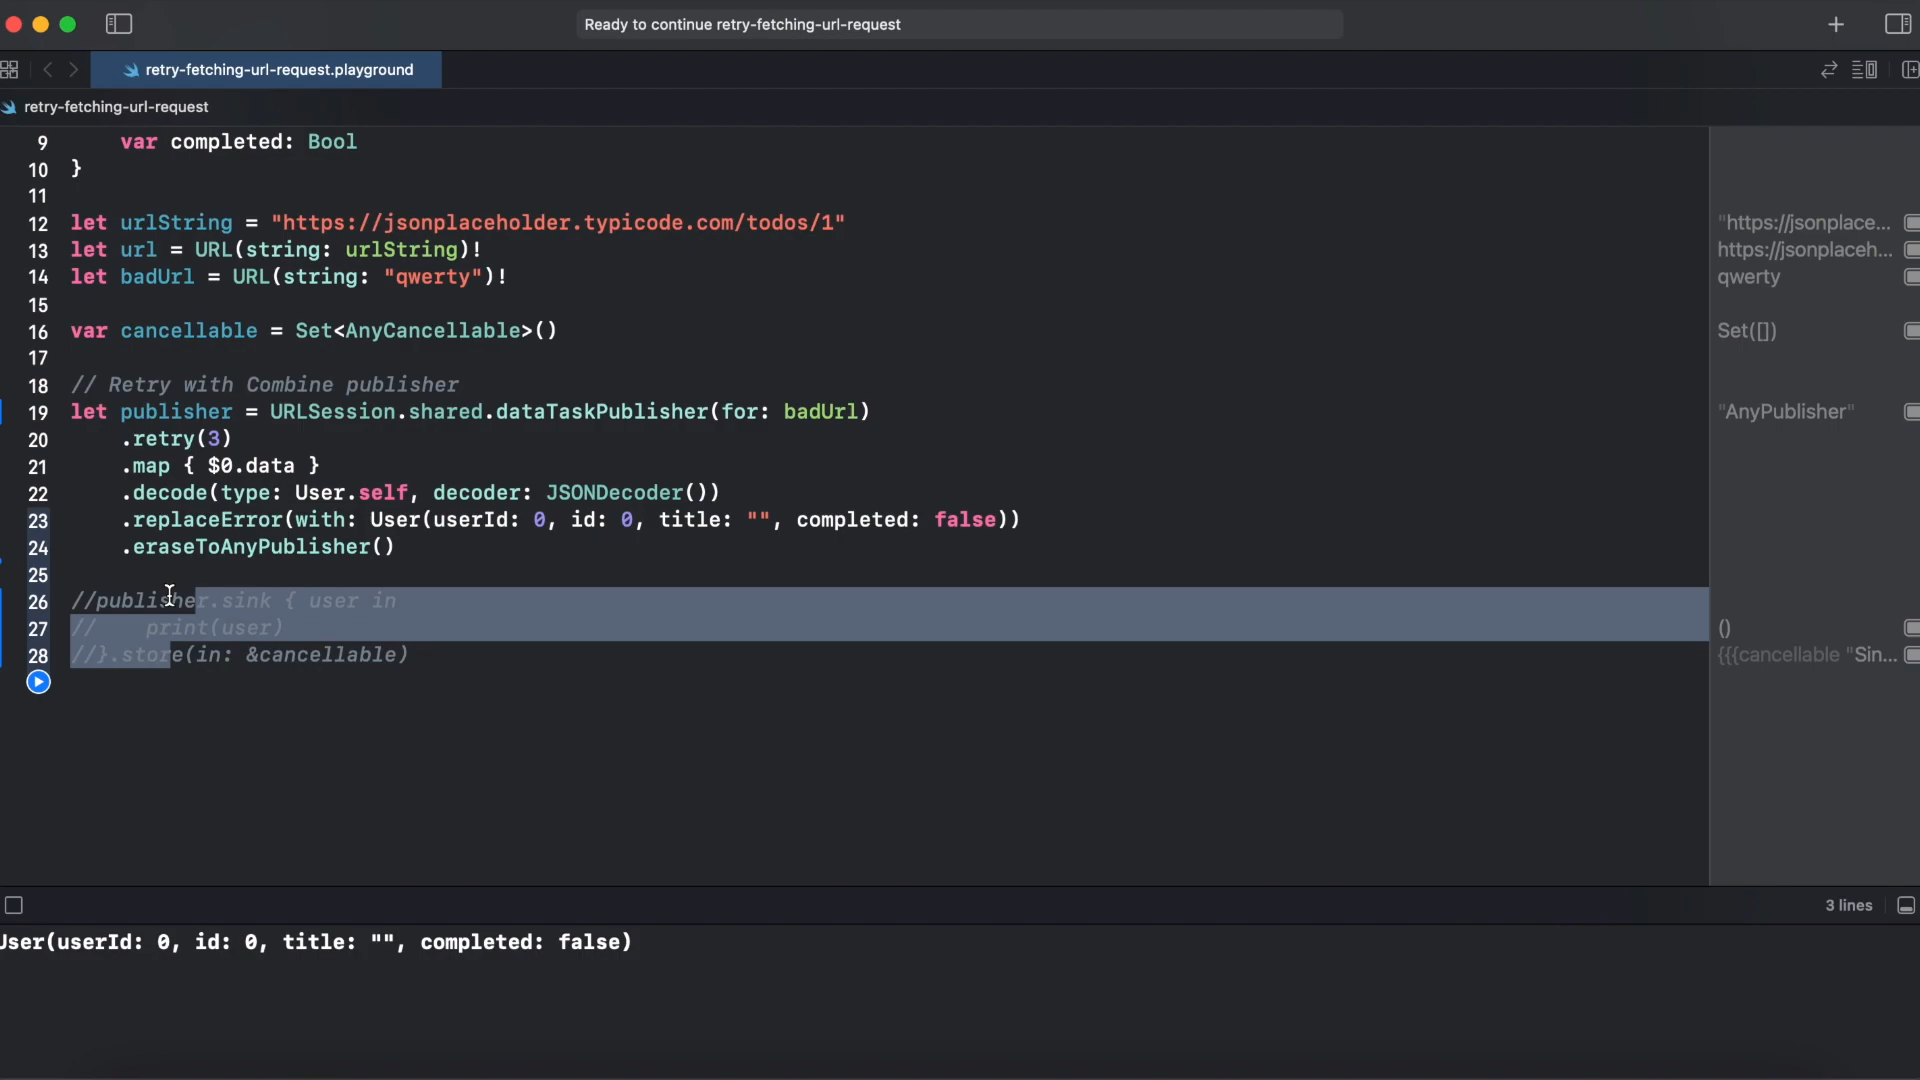 Ready to continue retry-fetching-url-request
retry-fetching-url-request.playground
retry-fetching-url-request
9     var completed: Bool
10 }
11
12 let urlString = "https://jsonplaceholder.typicode.com/todos/1"
"https://jsonplace...
13 let url = URL(string: urlString)!
https://jsonplaceh...
14 let badUrl = URL(string: "qwerty")!
qwerty
15
16 var cancellable = Set<AnyCancellable>()
Set([])
17
18 // Retry with Combine publisher
19 let publisher = URLSession.shared.dataTaskPublisher(for: badUrl)
"AnyPublisher"
20     .retry(3)
21     .map { $0.data }
22     .decode(type: User.self, decoder: JSONDecoder())
23     .replaceError(with: User(userId: 0, id: 0, title: "", completed: false))
24     .eraseToAnyPublisher()
25
26 //publisher.sink { user in
27 //    print(user)
()
28 //}.store(in: &cancellable)
{{{cancellable "Sin...
3 lines
User(userId: 0, id: 0, title: "", completed: false)